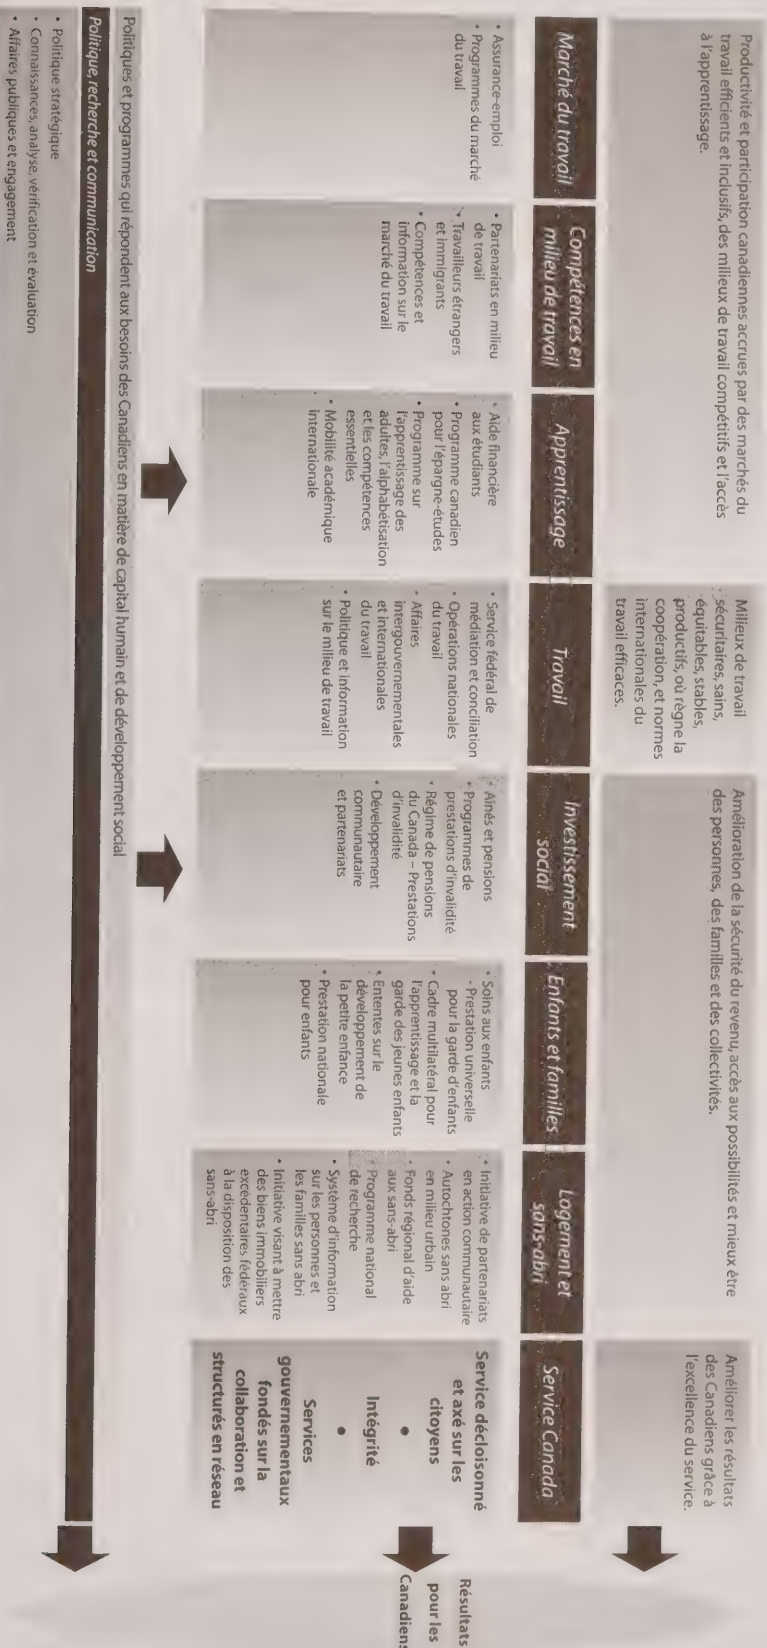 Productivité et participation canadiennes accrues par des marchés du
travail efficients et inclusifs, des milieux de travail compétitifs et l'accès
à l'apprentissage.
Milieux de travail
sécuritaires, sains,
équitables, stables,
productifs, où règne la
coopération, et normes
internationales du
travail efficaces.
Amélioration de la sécurité du revenu, accès aux possibilités et mieux être
des personnes, des familles et des collectivités.
Améliorer les résultats
des Canadiens grâce à
l'excellence du service.
Marché du travail
Compétences en
milieu de travail
Apprentissage
Travail
Investissement
social
Enfants et familles
Logement et
sans-abri
Service Canada
• Assurance-emploi
• Programmes du marché
du travail
• Partenariats en milieu
de travail
• Travailleurs étrangers
et immigrants
• Compétences et
information sur le
marché du travail
• Aide financière
aux étudiants
• Programme canadien
pour l'épargne-études
• Programme sur
l'apprentissage des
adultes, l'alphabétisation
et les compétences
essentielles
• Mobilité académique
internationale
• Service fédéral de
médiation et conciliation
• Opérations nationales
du travail
• Affaires
intergouvernementales
et internationales
du travail
• Politique et information
sur le milieu de travail
• Aînés et pensions
• Programmes de
prestations d'invalidité
• Régime de pensions
du Canada – Prestations
d'invalidité
• Développement
communautaire
et partenariats
• Soins aux enfants
- Prestation universelle
pour la garde d'enfants
• Cadre multilatéral pour
l'apprentissage et la
garde des jeunes enfants
• Ententes sur le
développement de
la petite enfance
• Prestation nationale
pour enfants
• Initiative de partenariats
en action communautaire
• Autochtones sans abri
en milieu urbain
• Fonds régional d'aide
aux sans-abri
• Programme national
de recherche
• Système d'information
sur les personnes et
les familles sans abri
• Initiative visant à mettre
des biens immobiliers
excédentaires fédéraux
à la disposition des
sans-abri
Service décloisonné
et axé sur les
citoyens
•
Intégrité
•
Services
gouvernementaux
fondés sur la
collaboration et
structurés en réseau
Résultats
pour les
Canadiens
Politiques et programmes qui répondent aux besoins des Canadiens en matière de capital humain et de développement social
Politique, recherche et communication
• Politique stratégique
• Connaissances, analyse, vérification et évaluation
• Affaires publiques et engagement